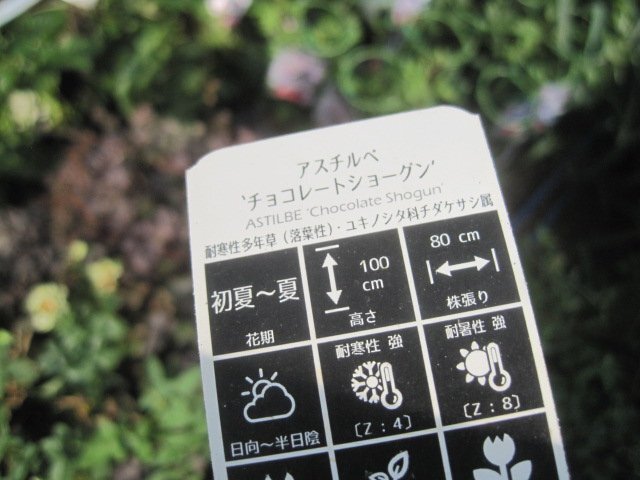 アスチルベ
'チョコレートショーグン'
ASTILBE 'Chocolate Shogun'
耐寒性多年草（落葉性）・ユキノシタ科チダケサシ属
初夏～夏
花期
100
cm
高さ
80 cm
株張り
日向～半日陰
耐寒性 強
［Z：4］
耐暑性 強
［Z：8］